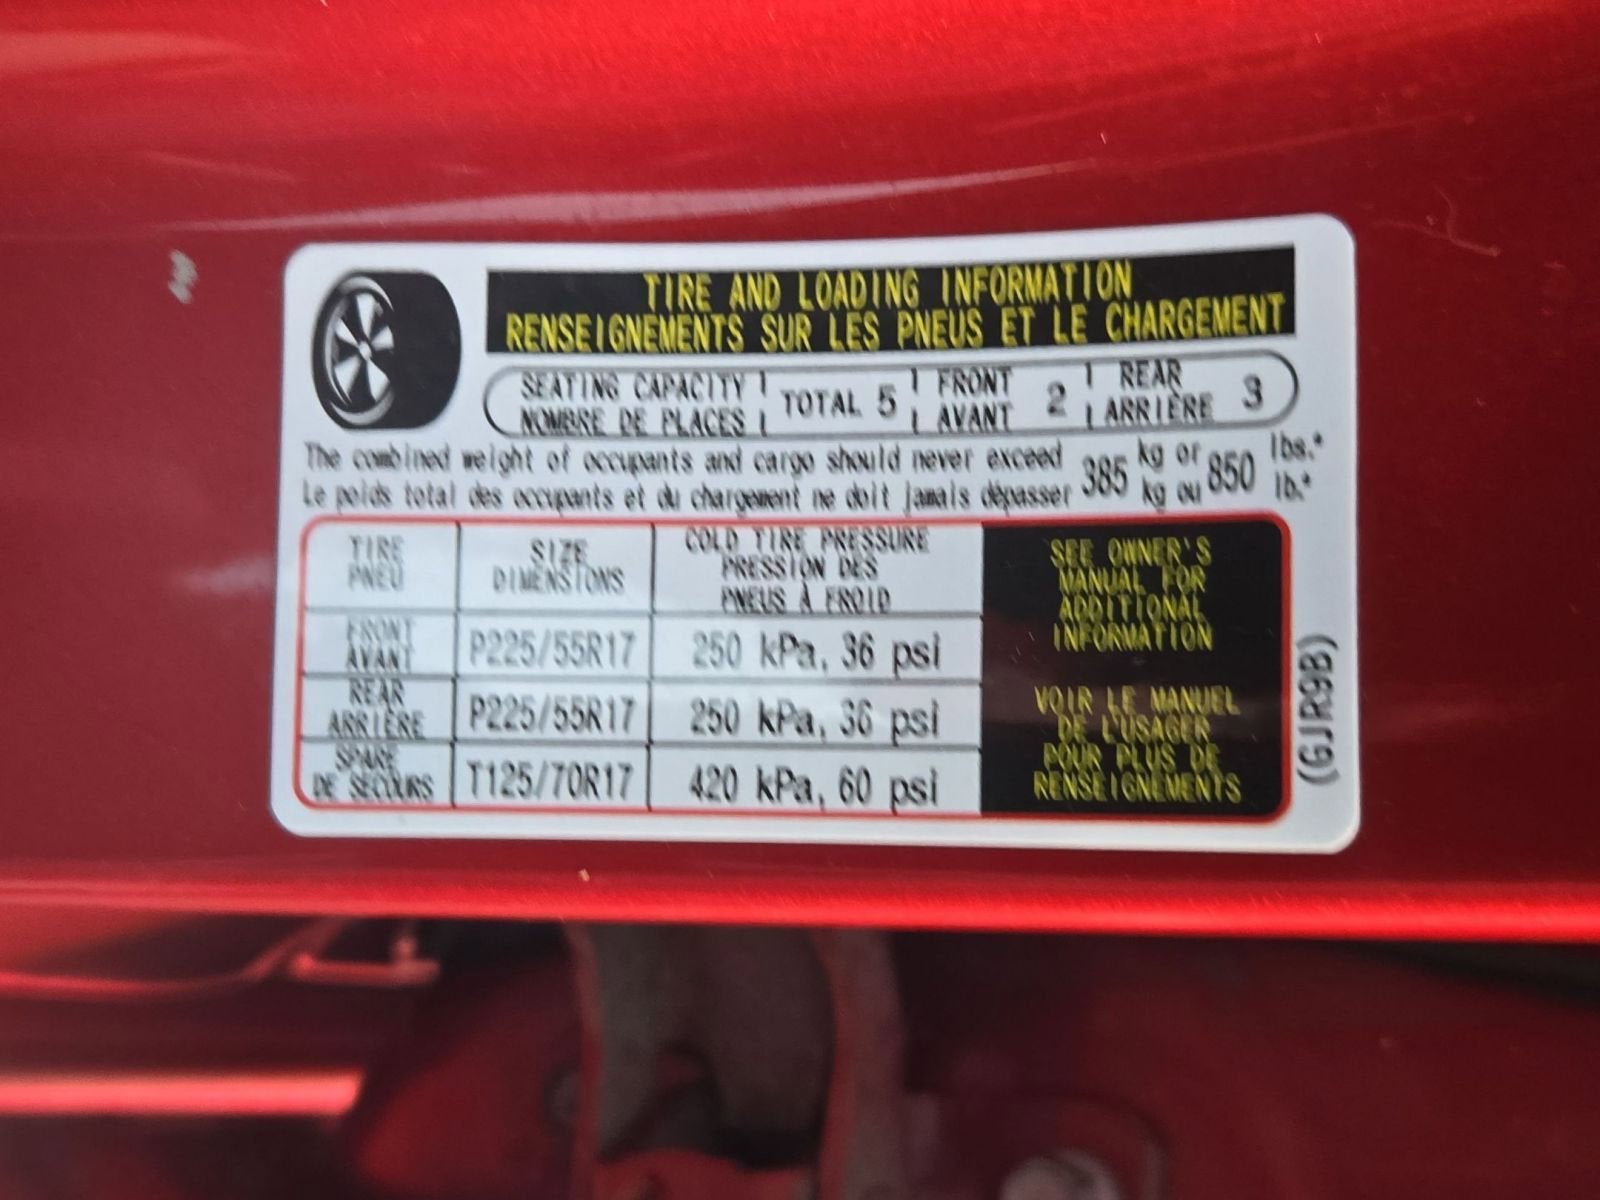 TIRE AND LOADING INFORMATION
RENSEIGNEMENTS SUR LES PNEUS ET LE CHARGEMENT
SEATING CAPACITY
NOMBRE DE PLACES
TOTAL 5
FRONT
AVANT
2
REAR
ARRIÈRE
3
The combined weight of occupants and cargo should never exceed 385 kg or 850 lbs.*
Le poids total des occupants et du chargement ne doit jamais dépasser kg ou lb.*
TIRE
PNEU
SIZE
DIMENSIONS
COLD TIRE PRESSURE
PRESSION DES
PNEUS À FROID
FRONT
AVANT
P225/55R17
250 kPa, 36 psi
REAR
ARRIÈRE
P225/55R17
250 kPa, 36 psi
SPARE
DE SECOURS
T125/70R17
420 kPa, 60 psi
SEE OWNER'S
MANUAL FOR
ADDITIONAL
INFORMATION
VOIR LE MANUEL
DE L'USAGER
POUR PLUS DE
RENSEIGNEMENTS
(GJR9B)